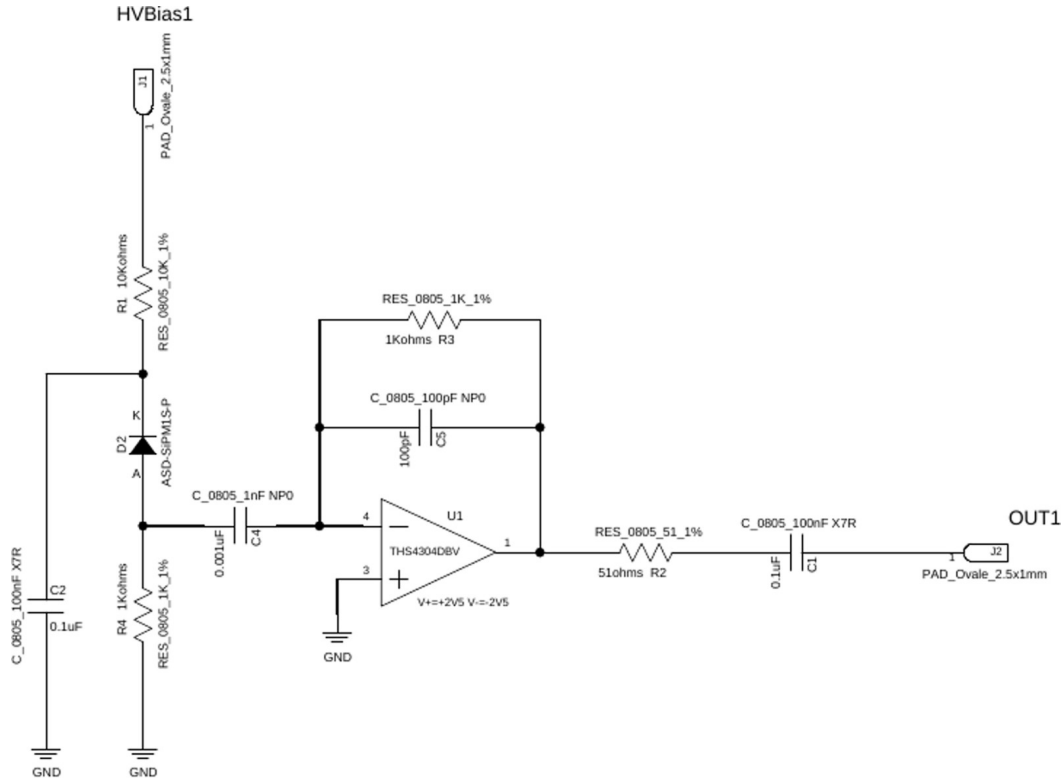 HVBias1
J1
1
PAD_Ovale_2.5x1mm
R1 10Kohms
RES_0805_10K_1%
K
D2
A
ASD-SiPM1S-P
C_0805_100nF X7R
C2
0.1uF
GND
R4 1Kohms
RES_0805_1K_1%
GND
C_0805_1nF NP0
0.001uF
C4
RES_0805_1K_1%
1Kohms R3
C_0805_100pF NP0
100pF
C5
U1
4
THS4304DBV
1
3
V+=+2V5 V-=-2V5
GND
RES_0805_51_1%
51ohms R2
C_0805_100nF X7R
0.1uF
C1
OUT1
J2
1
PAD_Ovale_2.5x1mm